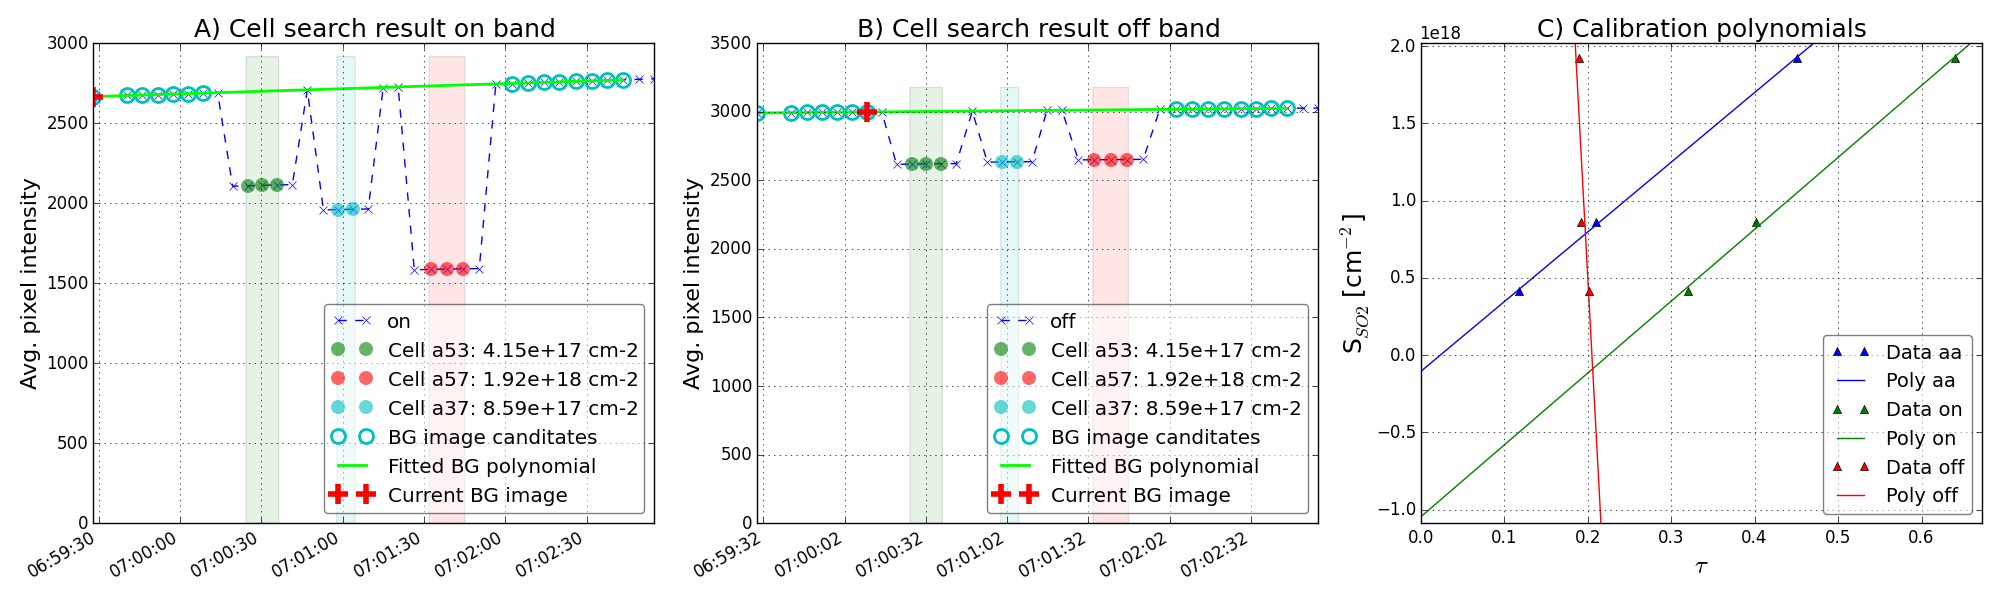 A) Cell search result on band
Avg. pixel intensity
3000
2500
2000
1500
1000
500
0
06:59:30
07:00:00
07:00:30
07:01:00
07:01:30
07:02:00
07:02:30
on
Cell a53: 4.15e+17 cm-2
Cell a57: 1.92e+18 cm-2
Cell a37: 8.59e+17 cm-2
BG image canditates
Fitted BG polynomial
Current BG image
B) Cell search result off band
Avg. pixel intensity
3500
3000
2500
2000
1500
1000
500
0
06:59:32
07:00:02
07:00:32
07:01:02
07:01:32
07:02:02
07:02:32
off
Cell a53: 4.15e+17 cm-2
Cell a57: 1.92e+18 cm-2
Cell a37: 8.59e+17 cm-2
BG image canditates
Fitted BG polynomial
Current BG image
C) Calibration polynomials
1e18
S_{SO2} [cm^{−2}]
2.0
1.5
1.0
0.5
0.0
−0.5
−1.0
0.0
0.1
0.2
0.3
0.4
0.5
0.6
τ
Data aa
Poly aa
Data on
Poly on
Data off
Poly off